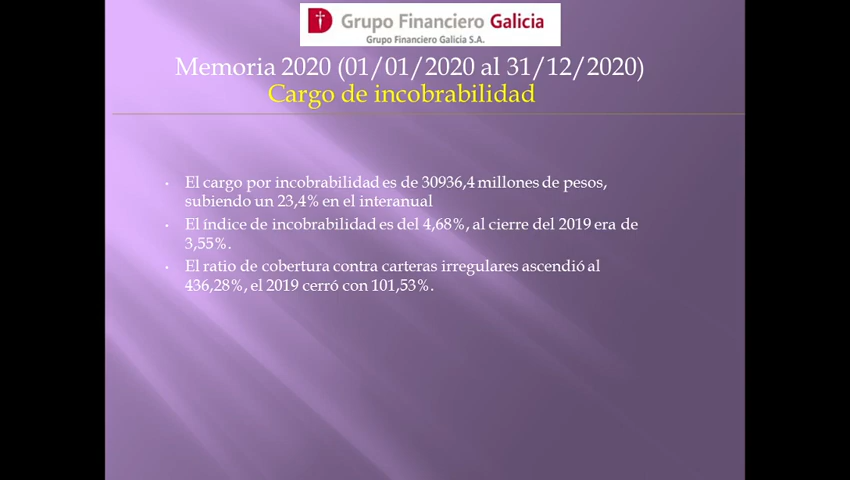 Grupo Financiero Galicia
Grupo Financiero Galicia S.A.
Memoria 2020 (01/01/2020 al 31/12/2020)
Cargo de incobrabilidad
• El cargo por incobrabilidad es de 30936,4 millones de pesos,
subiendo un 23,4% en el interanual
• El índice de incobrabilidad es del 4,68%, al cierre del 2019 era de
3,55%.
• El ratio de cobertura contra carteras irregulares ascendió al
436,28%, el 2019 cerró con 101,53%.